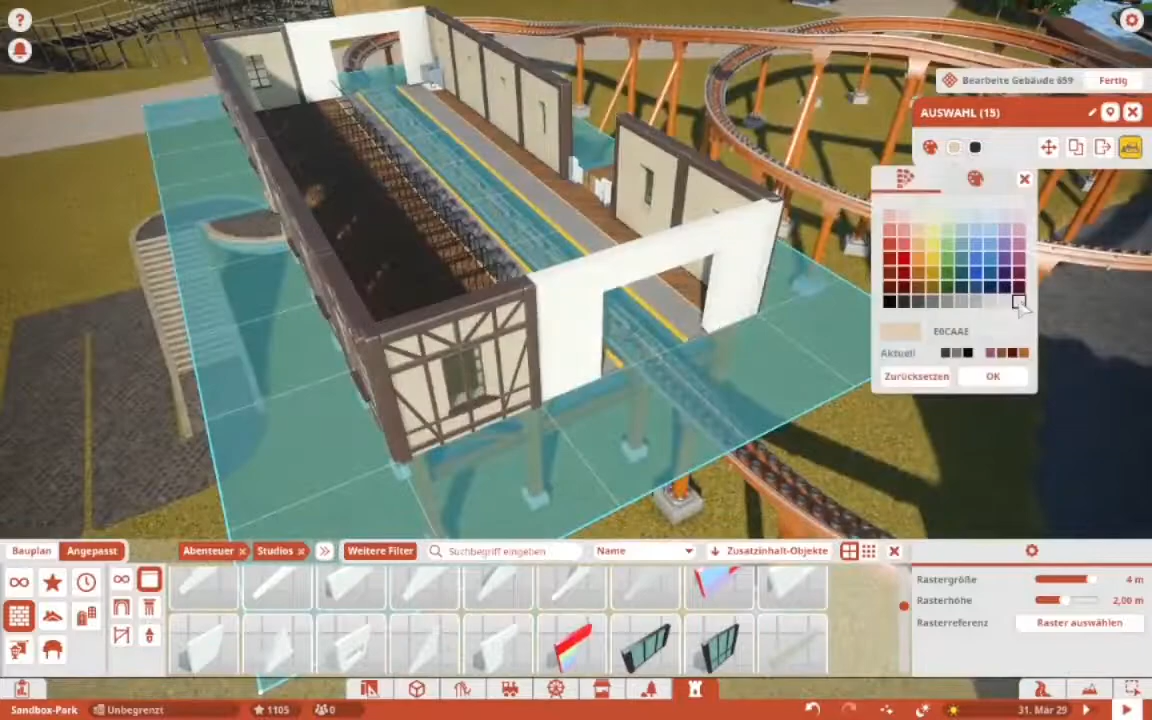 ?
Bearbeite Gebäude 659 Fertig
AUSWAHL (15)
E0CAAE
Aktuell
Zurücksetzen OK
Bauplan Angepasst Abenteuer Studios Weitere Filter Suchbegriff eingeben Name Zusatzinhalt-Objekte
Rastergröße 4 m
Rasterhöhe 2,00 m
Rasterreferenz Raster auswählen
Sandbox-Park Unbegrenzt 1105 0 31. Mär 29